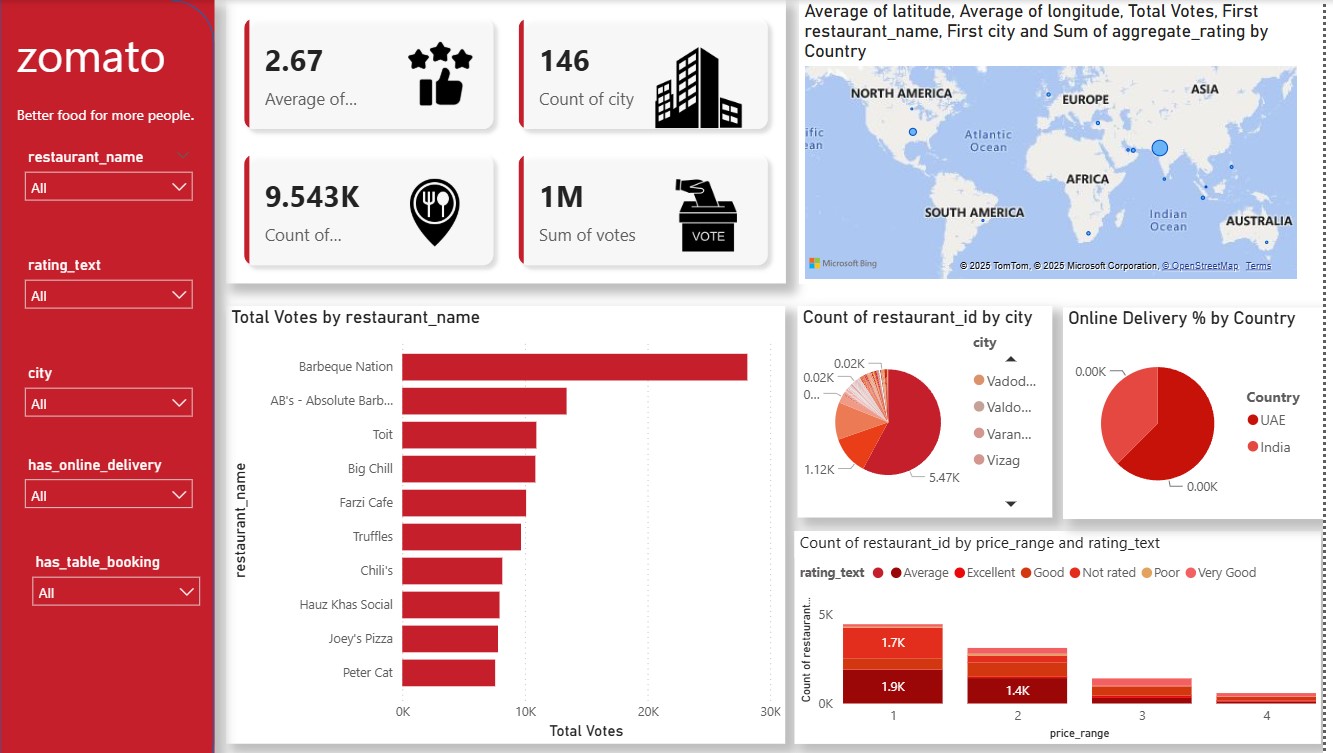 zomato
Better food for more people.
restaurant_name
All
rating_text
All
city
All
has_online_delivery
All
has_table_booking
All
2.67
Average of...
146
Count of city
9.543K
Count of...
1M
Sum of votes
VOTE
Average of latitude, Average of longitude, Total Votes, First
restaurant_name, First city and Sum of aggregate_rating by
Country
NORTH AMERICA
EUROPE
ASIA
ific
ean
Atlantic
Ocean
AFRICA
SOUTH AMERICA
Indian
Ocean
AUSTRALIA
Microsoft Bing
© 2025 TomTom, © 2025 Microsoft Corporation, © OpenStreetMap Terms
Total Votes by restaurant_name
restaurant_name
Barbeque Nation
AB's - Absolute Barb...
Toit
Big Chill
Farzi Cafe
Truffles
Chili's
Hauz Khas Social
Joey's Pizza
Peter Cat
0K 10K 20K 30K
Total Votes
Count of restaurant_id by city
0.02K
0.02K
0...
1.12K
5.47K
city
Vadod...
Valdo...
Varan...
Vizag
Online Delivery % by Country
0.00K
0.00K
Country
UAE
India
Count of restaurant_id by price_range and rating_text
rating_text Average Excellent Good Not rated Poor Very Good
Count of restaurant...
5K
0K
1.7K
1.9K
1.4K
1 2 3 4
price_range